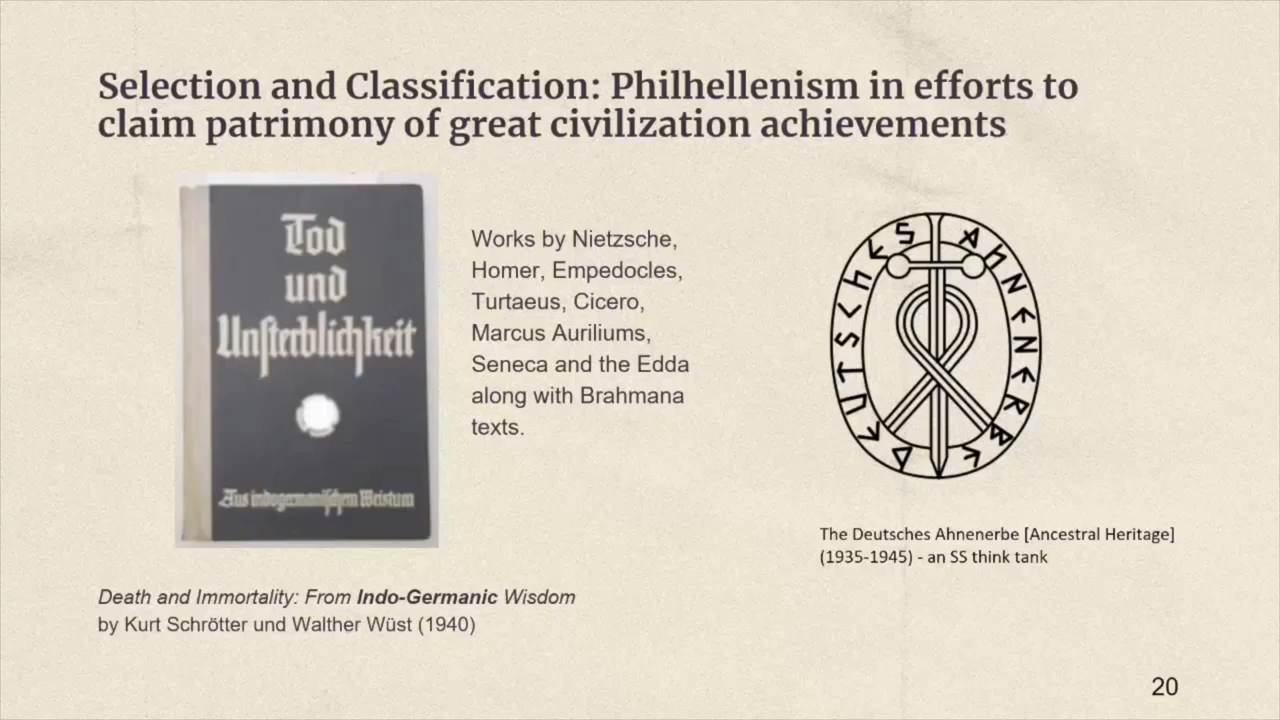 Selection and Classification: Philhellenism in efforts to
claim patrimony of great civilization achievements
Tod
und
Unsterblichkeit
Aus indogermanischem Weistum
Works by Nietzsche,
Homer, Empedocles,
Turtaeus, Cicero,
Marcus Auriliums,
Seneca and the Edda
along with Brahmana
texts.
DEUTSCHES AHNENERBE
The Deutsches Ahnenerbe [Ancestral Heritage]
(1935-1945) - an SS think tank
Death and Immortality: From Indo-Germanic Wisdom
by Kurt Schrötter und Walther Wüst (1940)
20